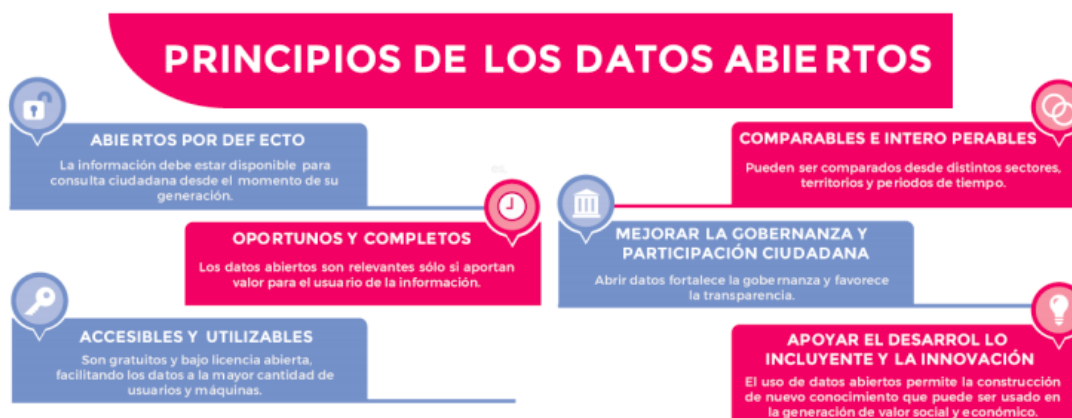 PRINCIPIOS DE LOS DATOS ABIERTOS
ABIERTOS POR DEFECTO
La información debe estar disponible para
consulta ciudadana desde el momento de su
generación.
OPORTUNOS Y COMPLETOS
Los datos abiertos son relevantes sólo si aportan
valor para el usuario de la información.
ACCESIBLES Y UTILIZABLES
Son gratuitos y bajo licencia abierta,
facilitando los datos a la mayor cantidad de
usuarios y máquinas.
COMPARABLES E INTERO PERABLES
Pueden ser comparados desde distintos sectores,
territorios y periodos de tiempo.
MEJORAR LA GOBERNANZA Y
PARTICIPACIÓN CIUDADANA
Abrir datos fortalece la gobernanza y favorece
la transparencia.
APOYAR EL DESARROL LO
INCLUYENTE Y LA INNOVACIÓN
El uso de datos abiertos permite la construcción
de nuevo conocimiento que puede ser usado en
la generación de valor social y económico.